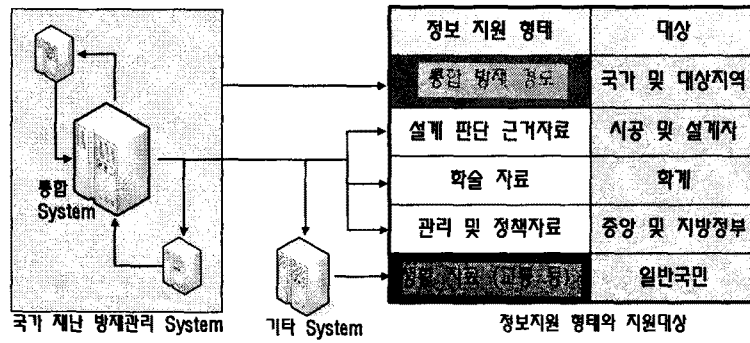 정보 지원 형태 대상
통합 방재 정보 국가 및 대상지역
설계 판단 근거자료 시공 및 설계자
학술 자료 학계
관리 및 정책자료 중앙 및 지방정부
일반국민
통합
System
국가 재난 방재관리 System
기타 System
정보지원 형태와 지원대상